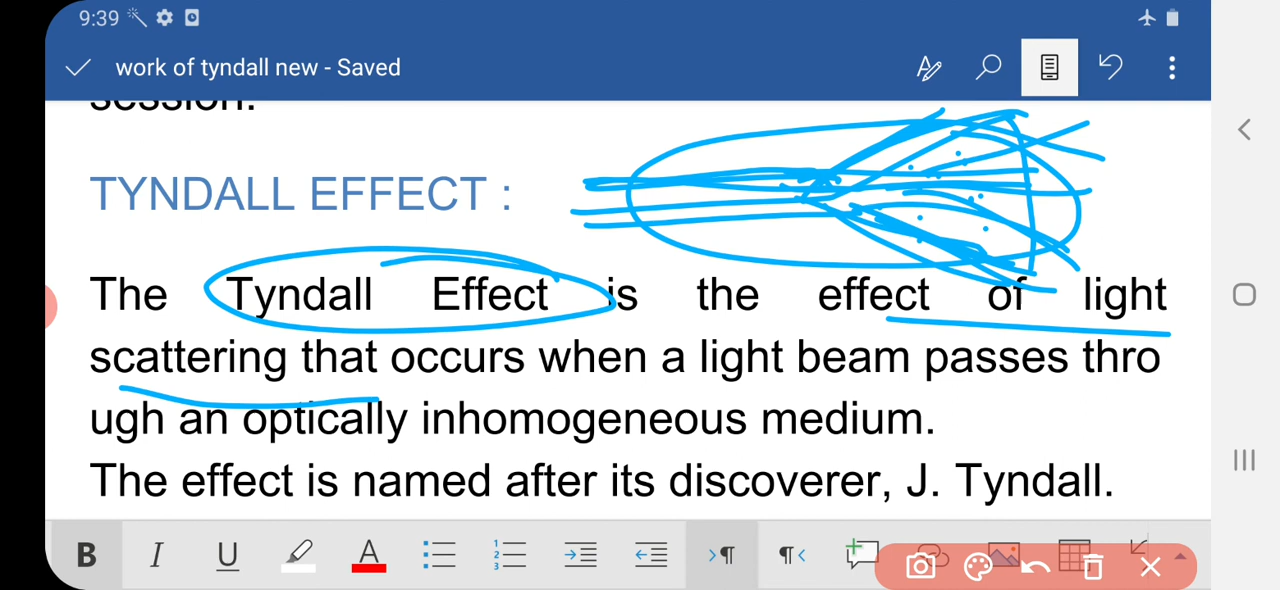 9:39
work of tyndall new - Saved
session.
TYNDALL EFFECT :
The Tyndall Effect is the effect of light
scattering that occurs when a light beam passes thro
ugh an optically inhomogeneous medium.
The effect is named after its discoverer, J. Tyndall.
B I U A